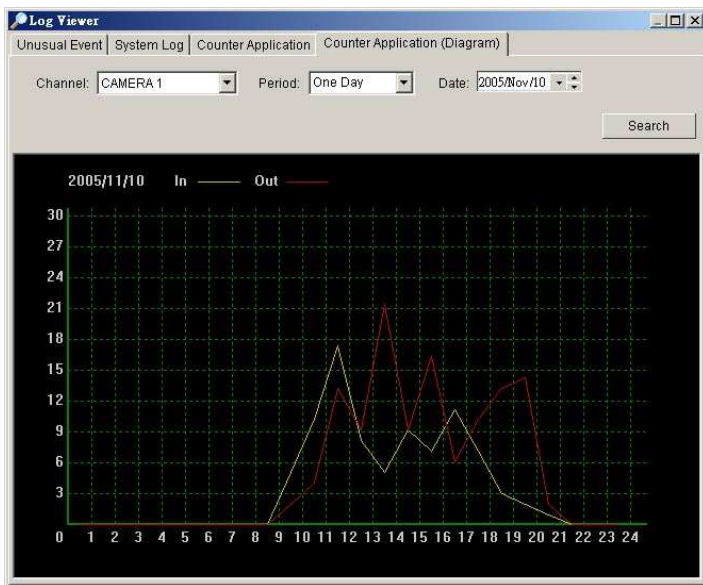 Log Viewer
Unusual Event System Log Counter Application Counter Application (Diagram)
Channel: CAMERA 1 Period: One Day Date: 2005/Nov/10
Search
2005/11/10 In Out
30
27
24
21
18
15
12
9
6
3
0 1 2 3 4 5 6 7 8 9 10 11 12 13 14 15 16 17 18 19 20 21 22 23 24